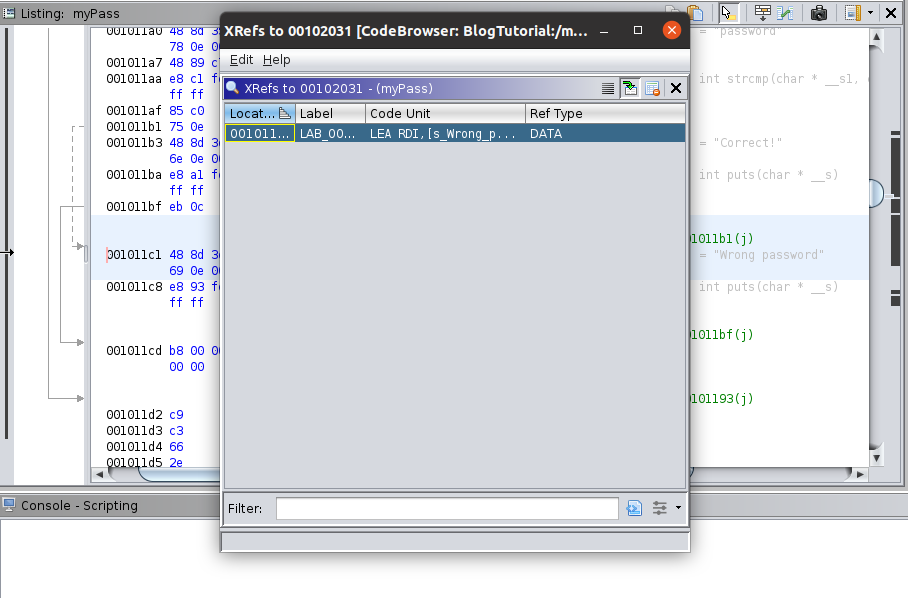 Listing: myPass
XRefs to 00102031 [CodeBrowser: BlogTutorial:/m...
Edit Help
XRefs to 00102031 - (myPass)
Locat... Label Code Unit Ref Type
001011... LAB_00... LEA RDI,[s_Wrong_p... DATA
001011a0 48 8d 3 = "password"
78 0e 0
001011a7 48 89 c
001011aa e8 c1 f int strcmp(char * __s1,
ff ff
001011af 85 c0
001011b1 75 0e
001011b3 48 8d 3 = "Correct!"
6e 0e 0
001011ba e8 a1 f int puts(char * __s)
ff ff
001011bf eb 0c
01011b1(j)
001011c1 48 8d 3 = "Wrong password"
69 0e 0
001011c8 e8 93 f int puts(char * __s)
ff ff
01011bf(j)
001011cd b8 00 0
00 00
0101193(j)
001011d2 c9
001011d3 c3
001011d4 66
001011d5 2e
Filter:
Console - Scripting